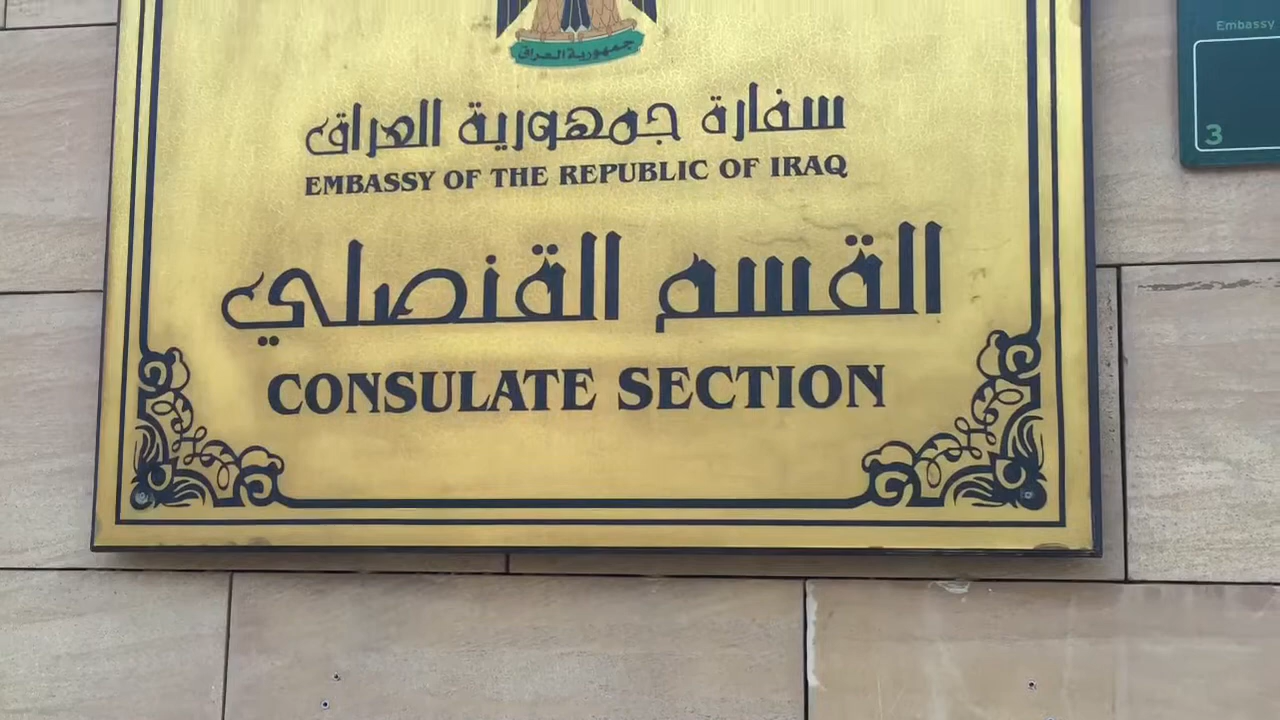 جمهورية العراق
سفارة جمهورية العراق
EMBASSY OF THE REPUBLIC OF IRAQ
القسم القنصلي
CONSULATE SECTION
Embassy
3